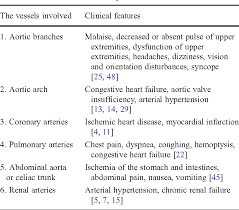 The vessels involved Clinical features
1. Aortic branches Malaise, decreased or absent pulse of upper
extremities, dysfunction of upper
extremities, headaches, dizziness, vision
and orientation disturbances, syncope
[25, 48]
2. Aortic arch Congestive heart failure, aortic valve
insufficiency, arterial hypertension
[13, 14, 29]
3. Coronary arteries Ischemic heart disease, myocardial infarction
[4, 11]
4. Pulmonary arteries Chest pain, dyspnea, coughing, hemoptysis,
congestive heart failure [22]
5. Abdominal aorta Ischemia of the stomach and intestines,
or celiac trunk abdominal pain, nausea, vomiting [45]
6. Renal arteries Arterial hypertension, chronic renal failure
[5, 7, 15]